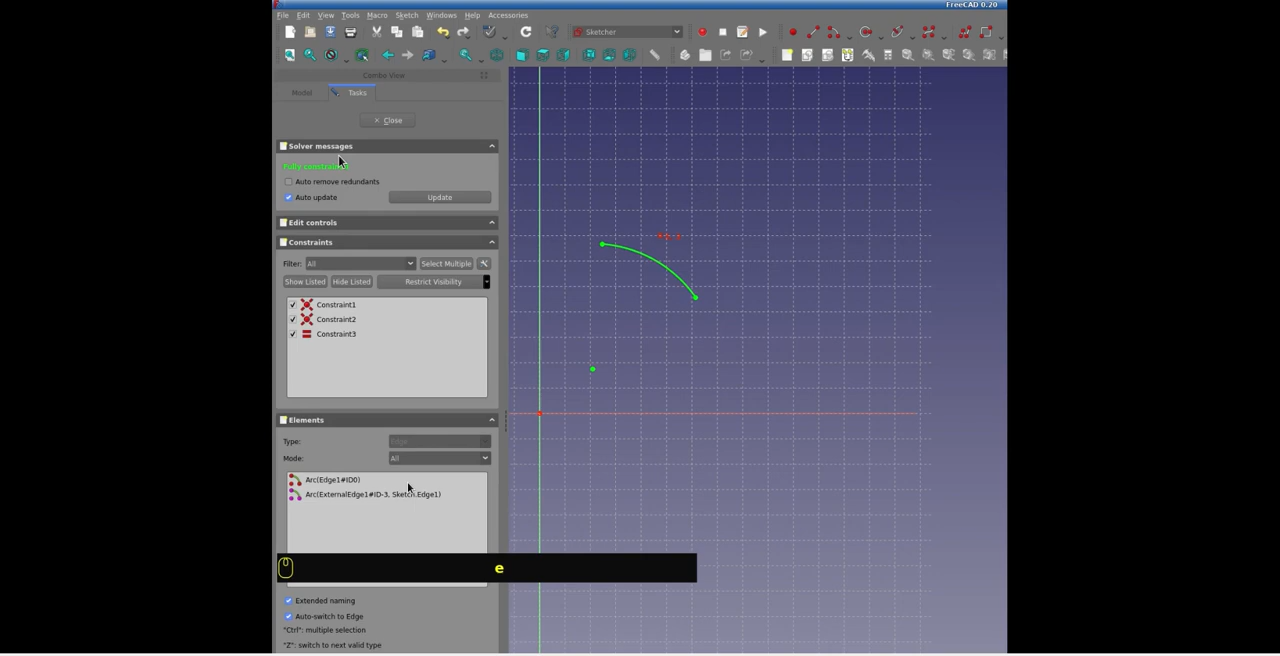 FreeCAD 0.20
File Edit View Tools Macro Sketch Windows Help Accessories
Sketcher
Combo View
Model Tasks
Close
Solver messages
Fully
Auto remove redundants
Auto update Update
Edit controls
Constraints
Filter: All Select Multiple
Show Listed Hide Listed Restrict Visibility
Constraint1
Constraint2
Constraint3
Elements
Type: Edge
Mode: All
Arc(Edge1#ID0)
Arc(ExternalEdge1#ID-3, Sketch.Edge1)
e
Extended naming
Auto-switch to Edge
"Ctrl": multiple selection
"Z": switch to next valid type